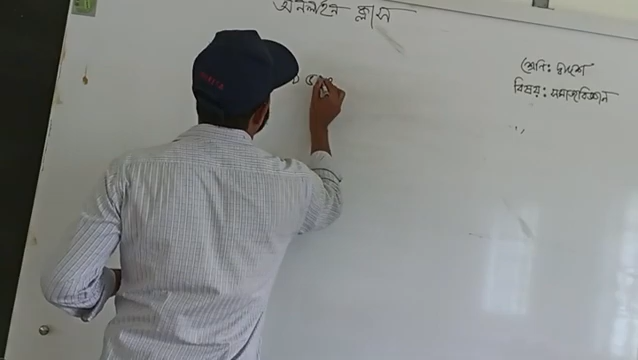 অনলাইন ক্লাস
শ্রেণি: দ্বাদশ
বিষয়: সমাজবিজ্ঞান